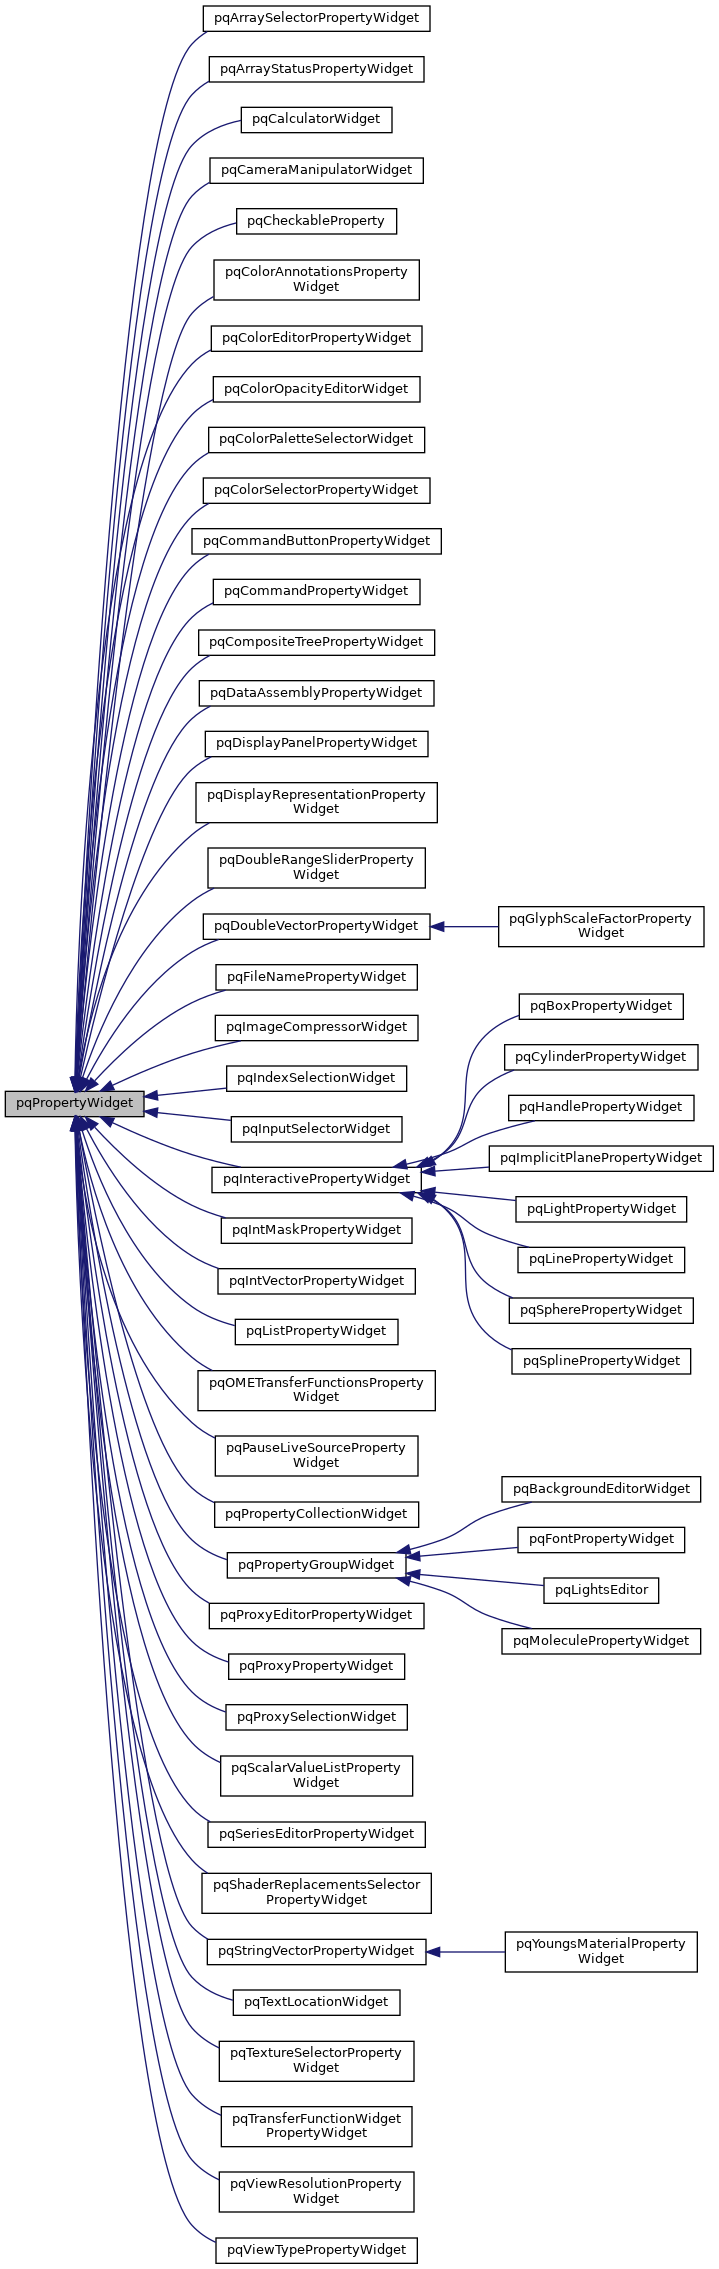 pqArraySelectorPropertyWidget
pqArrayStatusPropertyWidget
pqCalculatorWidget
pqCameraManipulatorWidget
pqCheckableProperty
pqColorAnnotationsProperty
Widget
pqColorEditorPropertyWidget
pqColorOpacityEditorWidget
pqColorPaletteSelectorWidget
pqColorSelectorPropertyWidget
pqCommandButtonPropertyWidget
pqCommandPropertyWidget
pqCompositeTreePropertyWidget
pqDataAssemblyPropertyWidget
pqDisplayPanelPropertyWidget
pqDisplayRepresentationProperty
Widget
pqDoubleRangeSliderProperty
Widget
pqDoubleVectorPropertyWidget
pqGlyphScaleFactorProperty
Widget
pqFileNamePropertyWidget
pqImageCompressorWidget
pqIndexSelectionWidget
pqPropertyWidget
pqInputSelectorWidget
pqInteractivePropertyWidget
pqBoxPropertyWidget
pqCylinderPropertyWidget
pqHandlePropertyWidget
pqImplicitPlanePropertyWidget
pqLightPropertyWidget
pqLinePropertyWidget
pqSpherePropertyWidget
pqSplinePropertyWidget
pqIntMaskPropertyWidget
pqIntVectorPropertyWidget
pqListPropertyWidget
pqOMETransferFunctionsProperty
Widget
pqPauseLiveSourceProperty
Widget
pqPropertyCollectionWidget
pqPropertyGroupWidget
pqBackgroundEditorWidget
pqFontPropertyWidget
pqLightsEditor
pqMoleculePropertyWidget
pqProxyEditorPropertyWidget
pqProxyPropertyWidget
pqProxySelectionWidget
pqScalarValueListProperty
Widget
pqSeriesEditorPropertyWidget
pqShaderReplacementsSelector
PropertyWidget
pqStringVectorPropertyWidget
pqYoungsMaterialProperty
Widget
pqTextLocationWidget
pqTextureSelectorProperty
Widget
pqTransferFunctionWidget
PropertyWidget
pqViewResolutionProperty
Widget
pqViewTypePropertyWidget